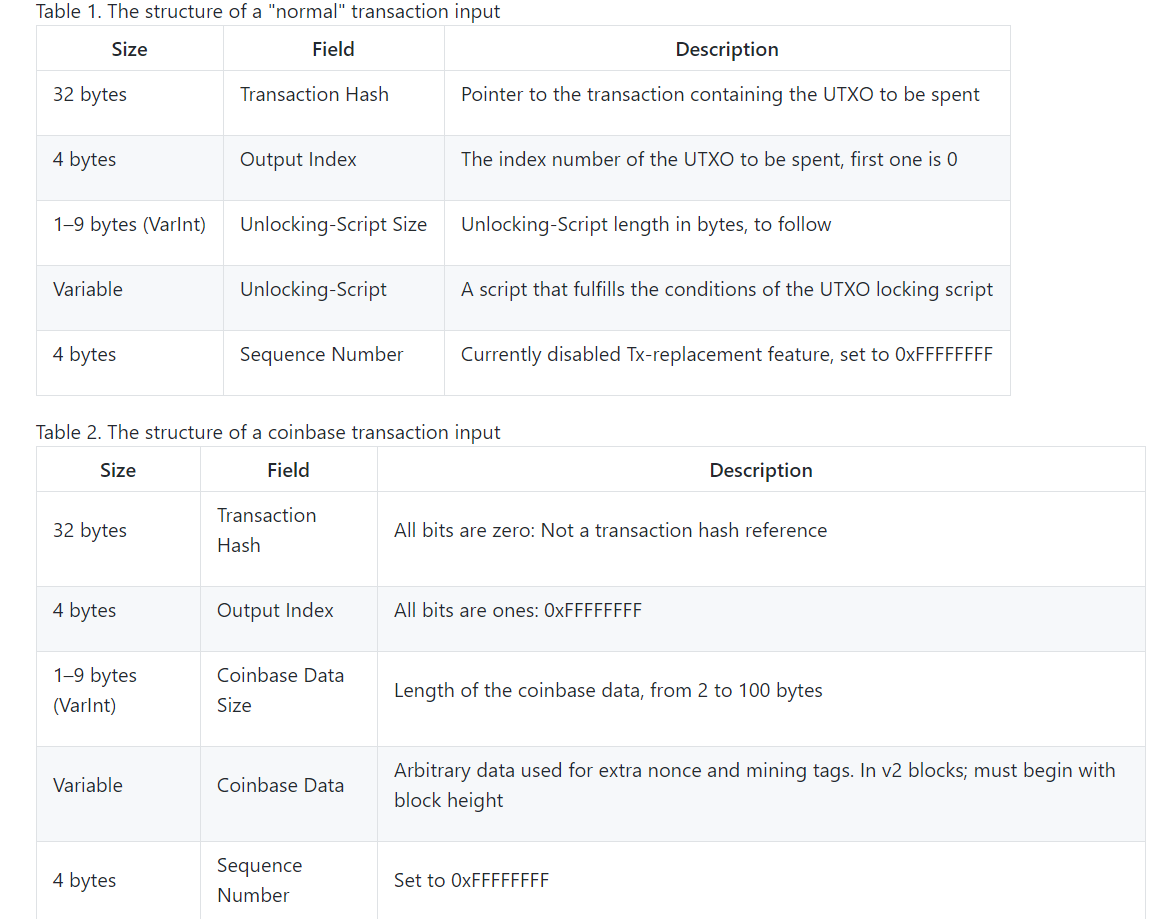 Table 1. The structure of a "normal" transaction input
Size Field Description
32 bytes Transaction Hash Pointer to the transaction containing the UTXO to be spent
4 bytes Output Index The index number of the UTXO to be spent, first one is 0
1–9 bytes (VarInt) Unlocking-Script Size Unlocking-Script length in bytes, to follow
Variable Unlocking-Script A script that fulfills the conditions of the UTXO locking script
4 bytes Sequence Number Currently disabled Tx-replacement feature, set to 0xFFFFFFFF
Table 2. The structure of a coinbase transaction input
Size Field Description
32 bytes
Transaction
Hash
All bits are zero: Not a transaction hash reference
4 bytes Output Index All bits are ones: 0xFFFFFFFF
1–9 bytes
(VarInt)
Coinbase Data
Size
Length of the coinbase data, from 2 to 100 bytes
Variable
Coinbase Data
Arbitrary data used for extra nonce and mining tags. In v2 blocks; must begin with
block height
4 bytes
Sequence
Number
Set to 0xFFFFFFFF